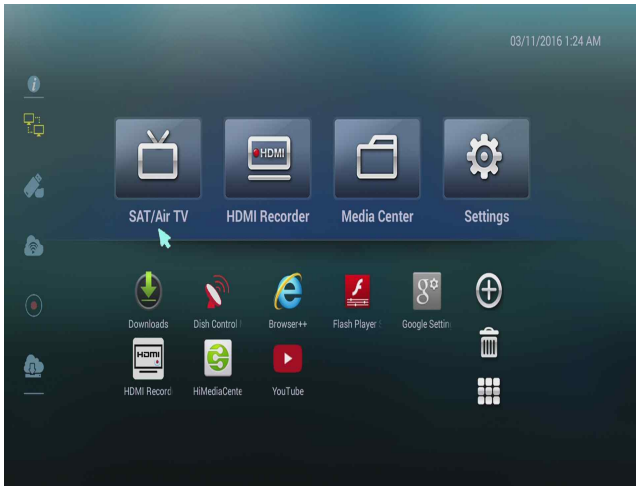 03/11/2016 1:24 AM
HDMI
SAT/Air TV
HDMI Recorder
Media Center
Settings
Downloads
Dish Control
Browser++
Flash Player
Google Settin
HDMI
HDMI Record
HiMediaCente
YouTube